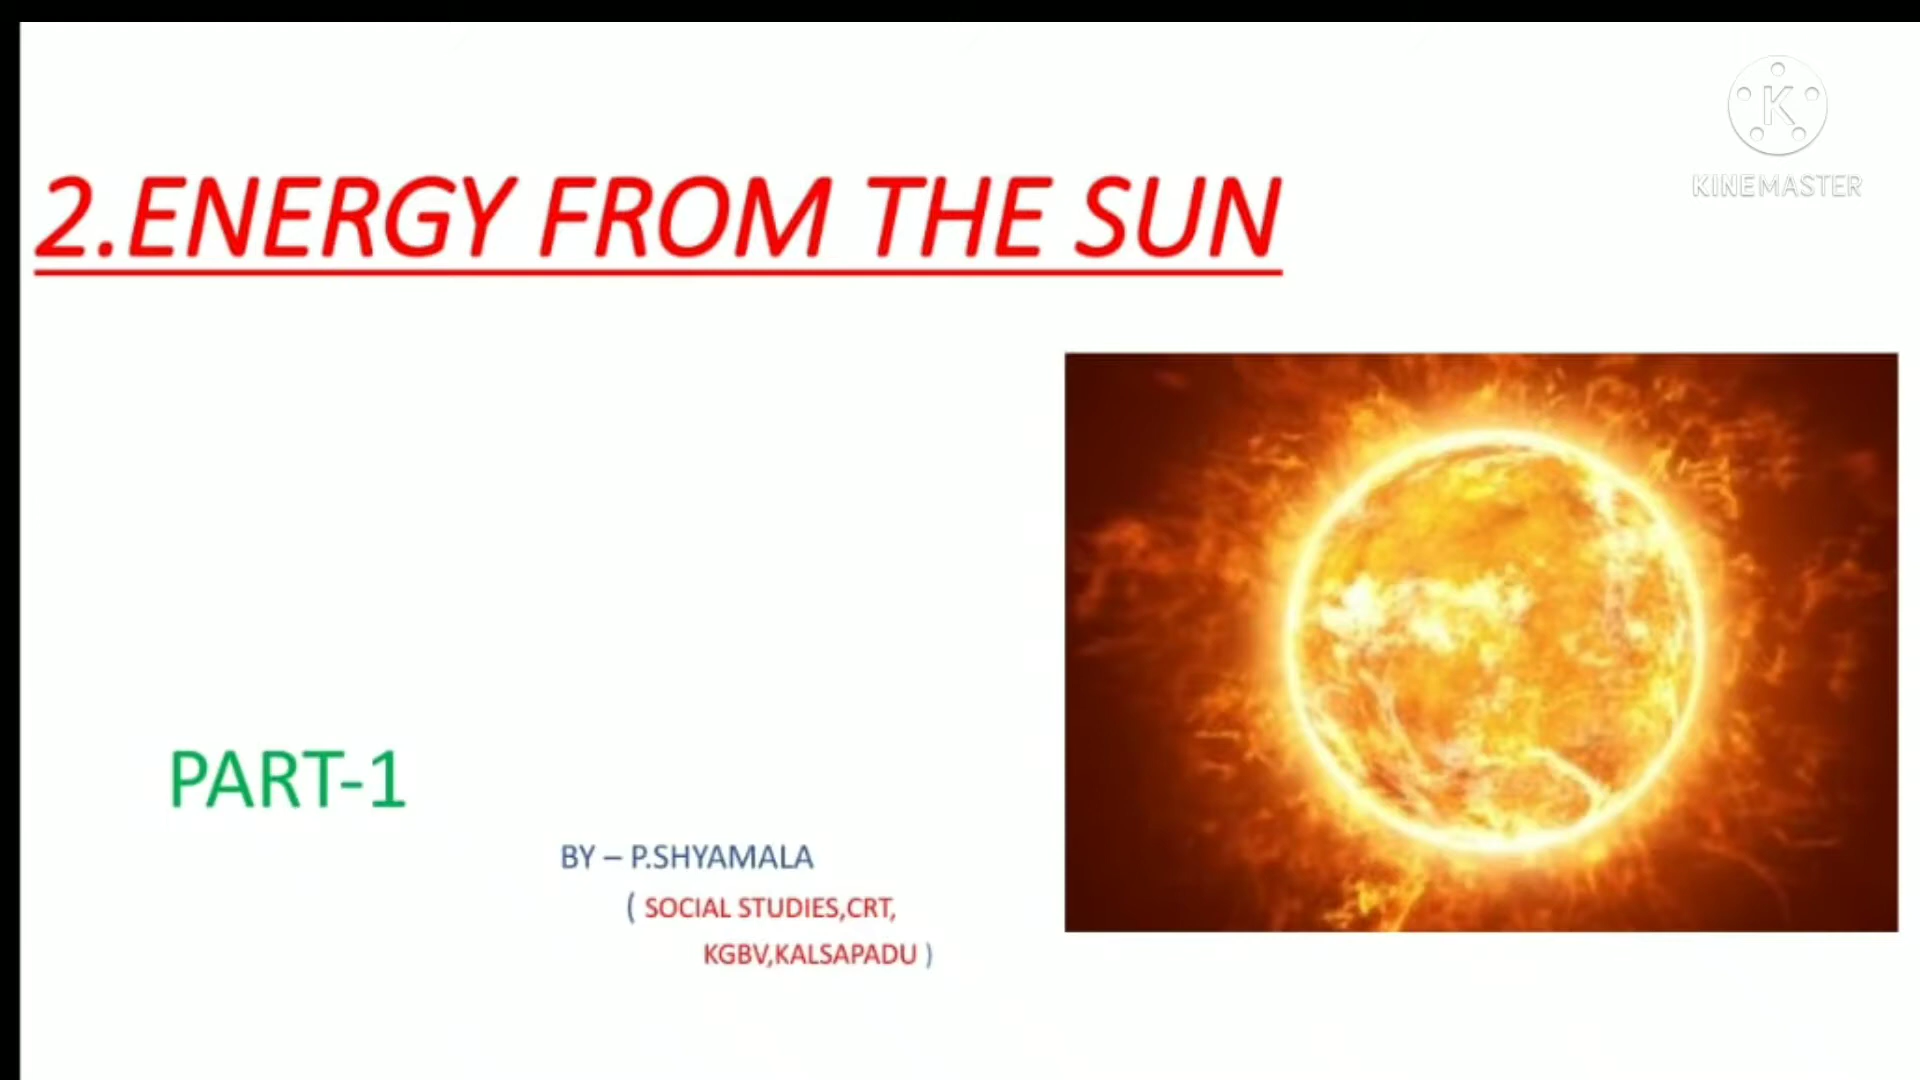 2.ENERGY FROM THE SUN
K
KINEMASTER
PART-1
BY – P.SHYAMALA
( SOCIAL STUDIES,CRT,
KGBV,KALSAPADU )